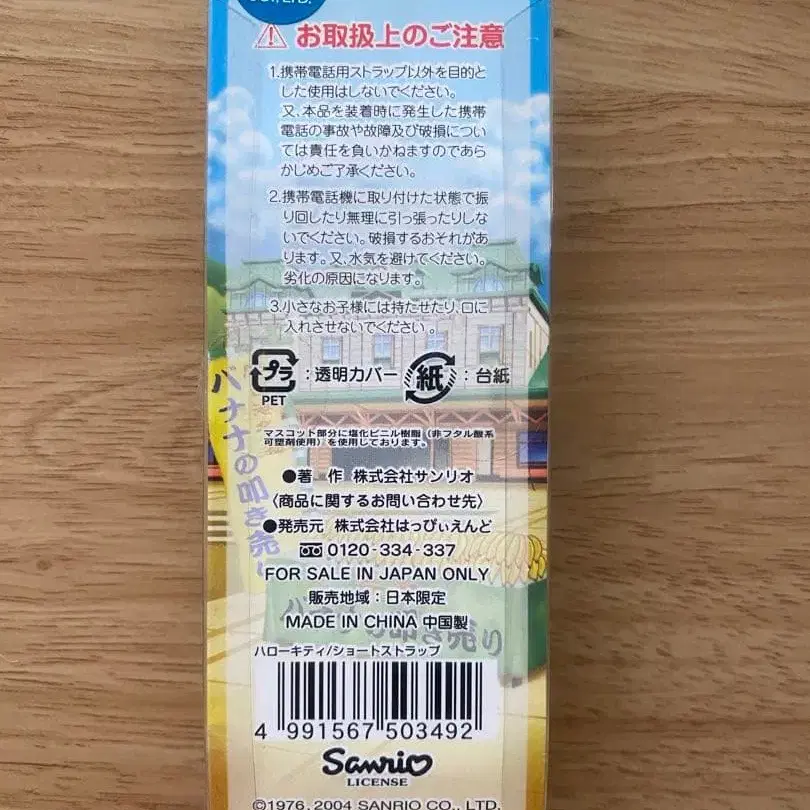 CO., LTD.
⚠ お取扱上のご注意
1.携帯電話用ストラップ以外を目的と
した使用はしないでください。
又、本品を装着時に発生した携帯
電話の事故や故障及び破損につい
ては責任を負いかねますのであら
かじめご了承ください。
2.携帯電話機に取り付けた状態で振
り回したり無理に引っ張ったりしな
いでください。破損するおそれがあ
ります。又、水気を避けてください。
劣化の原因になります。
3.小さなお子様には持たせたり、口に
入れさせないでください。
プラ
PET
:透明カバー
紙
:台紙
マスコット部分に塩化ビニル樹脂(非フタル酸系
可塑剤使用)を使用しております。
●著 作 株式会社サンリオ
〈商品に関するお問い合わせ先〉
●発売元 株式会社はっぴぃえんど
0120-334-337
FOR SALE IN JAPAN ONLY
販売地域:日本限定
MADE IN CHINA 中国製
ハローキティ/ショートストラップ
4 991567 503492
Sanrio
LICENSE
©1976, 2004 SANRIO CO., LTD.
バナナの叩き売り
バナナの叩き売り